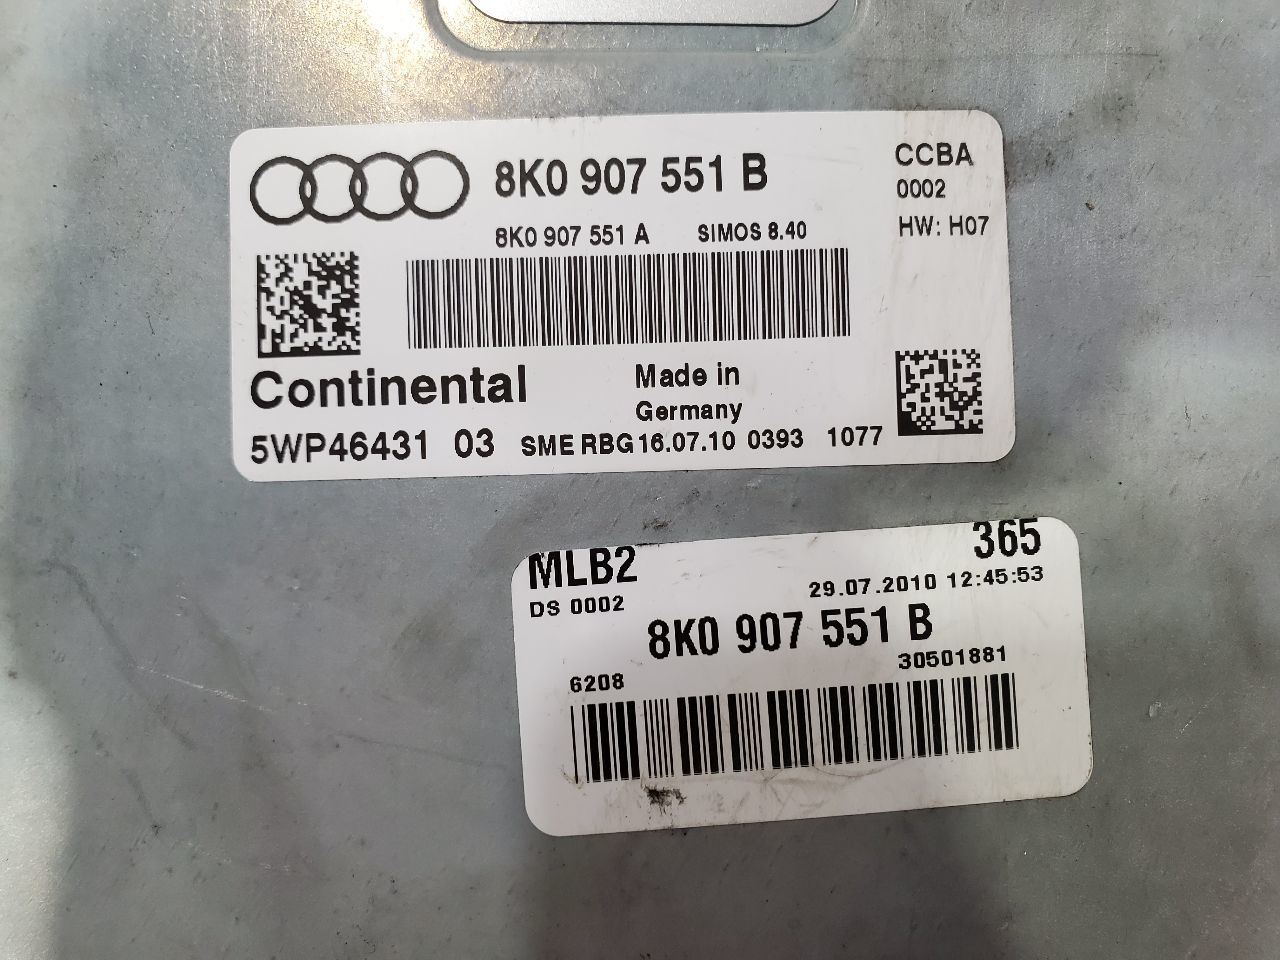 8K0 907 551 B
CCBA
0002
HW: H07
8K0 907 551 A SIMOS 8.40
Continental
Made in
Germany
5WP46431 03 SME RBG 16.07.10 0393 1077
MLB2 365
DS 0002 29.07.2010 12:45:53
8K0 907 551 B
6208 30501881